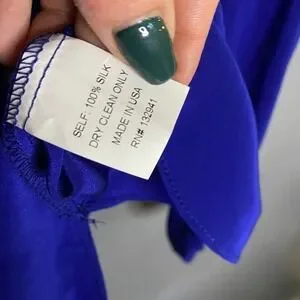 SELF: 100% SILK
DRY CLEAN ONLY
MADE IN USA
RN# 132941